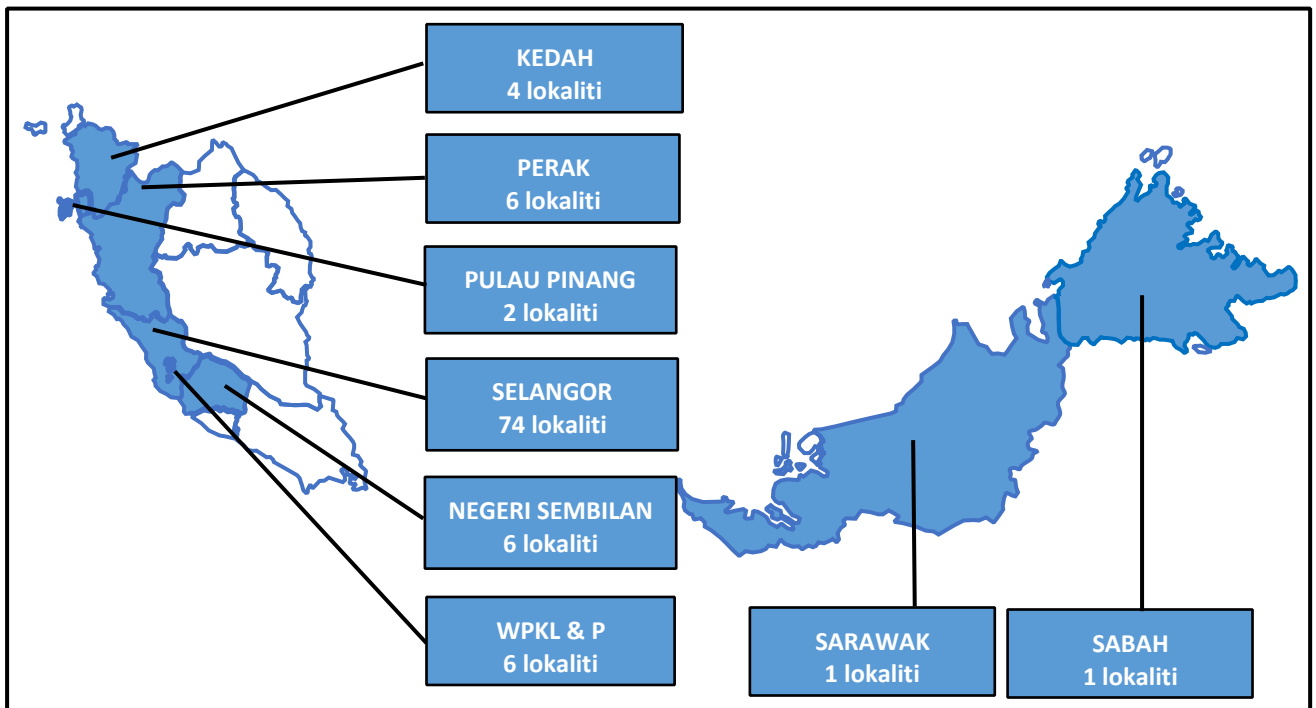 KEDAH
4 lokaliti
PERAK
6 lokaliti
PULAU PINANG
2 lokaliti
SELANGOR
74 lokaliti
NEGERI SEMBILAN
6 lokaliti
WPKL & P
6 lokaliti
SARAWAK
1 lokaliti
SABAH
1 lokaliti